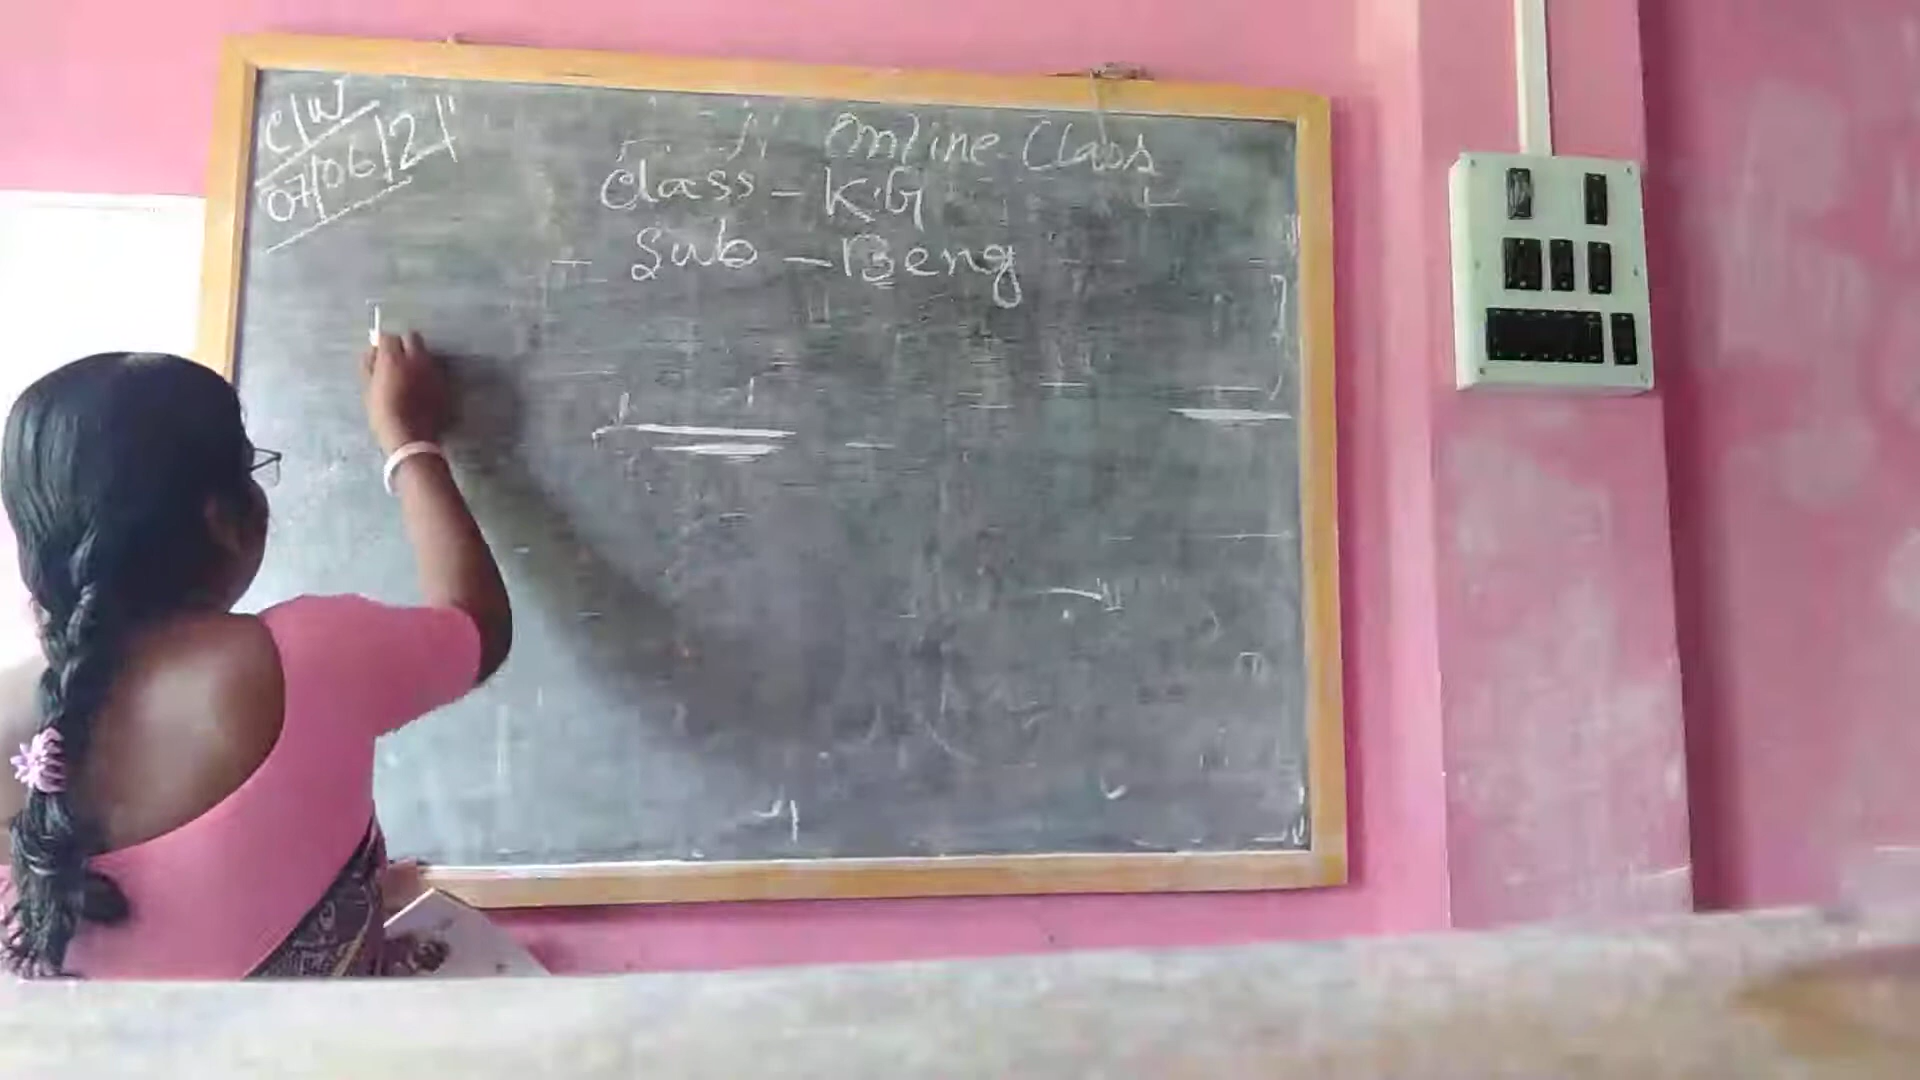 C/W
07/06/21
Online Class
Class - K.G
Sub - Beng